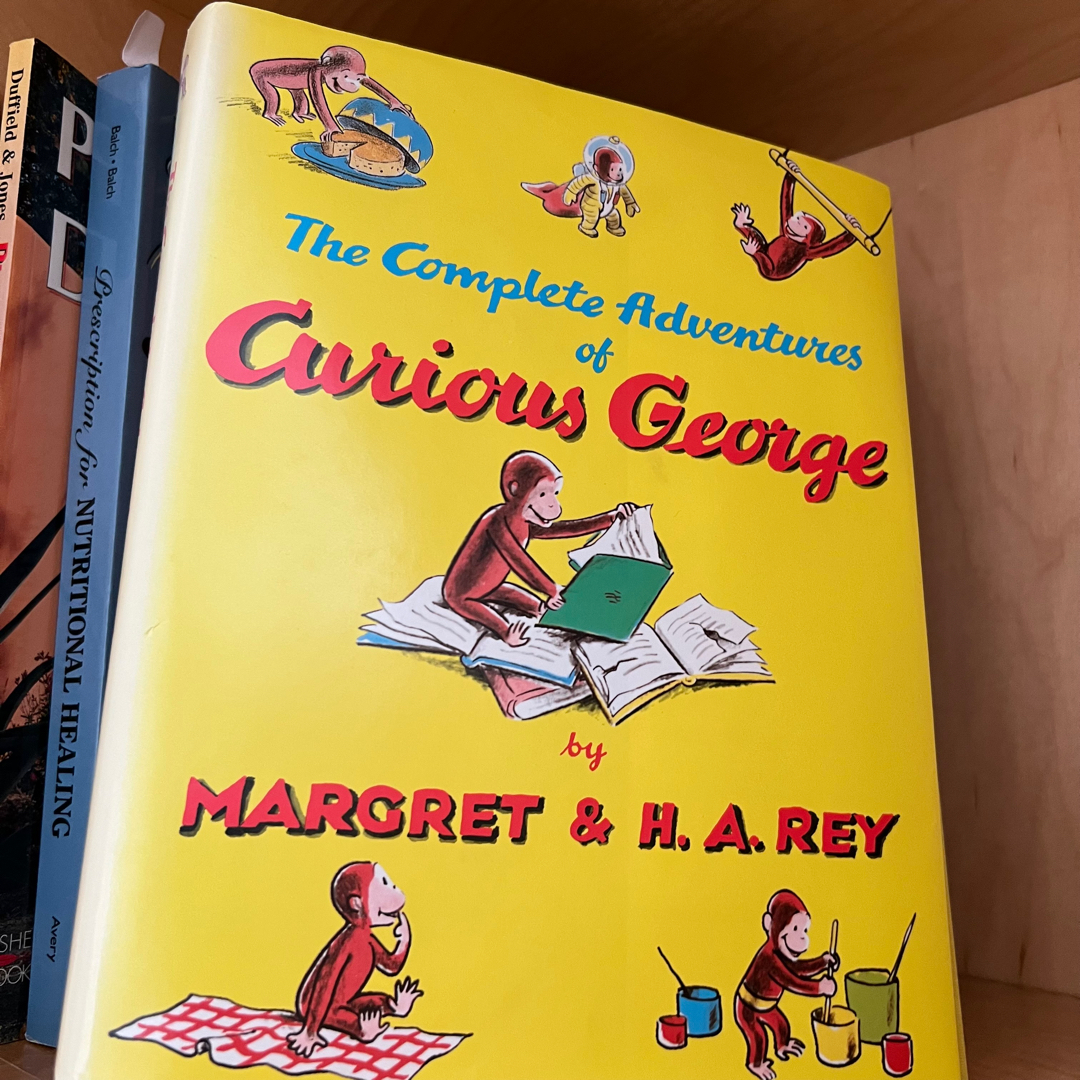 The Complete Adventures
of
Curious George
by
MARGRET & H. A. REY
Balch • Balch
Prescription for NUTRITIONAL HEALING
Avery
Duffield & Jones
P
D